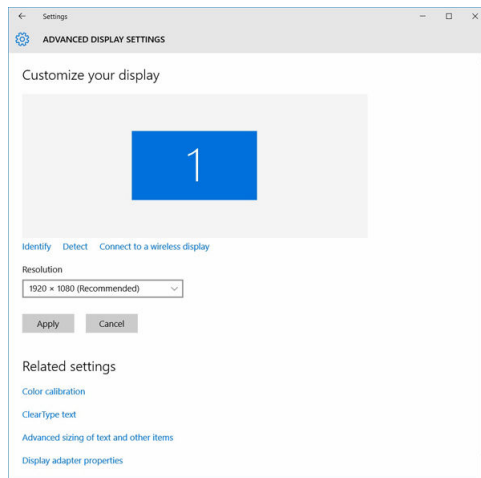 Settings
ADVANCED DISPLAY SETTINGS
Customize your display
1
Identify Detect Connect to a wireless display
Resolution
1920 × 1080 (Recommended)
Apply Cancel
Related settings
Color calibration
ClearType text
Advanced sizing of text and other items
Display adapter properties